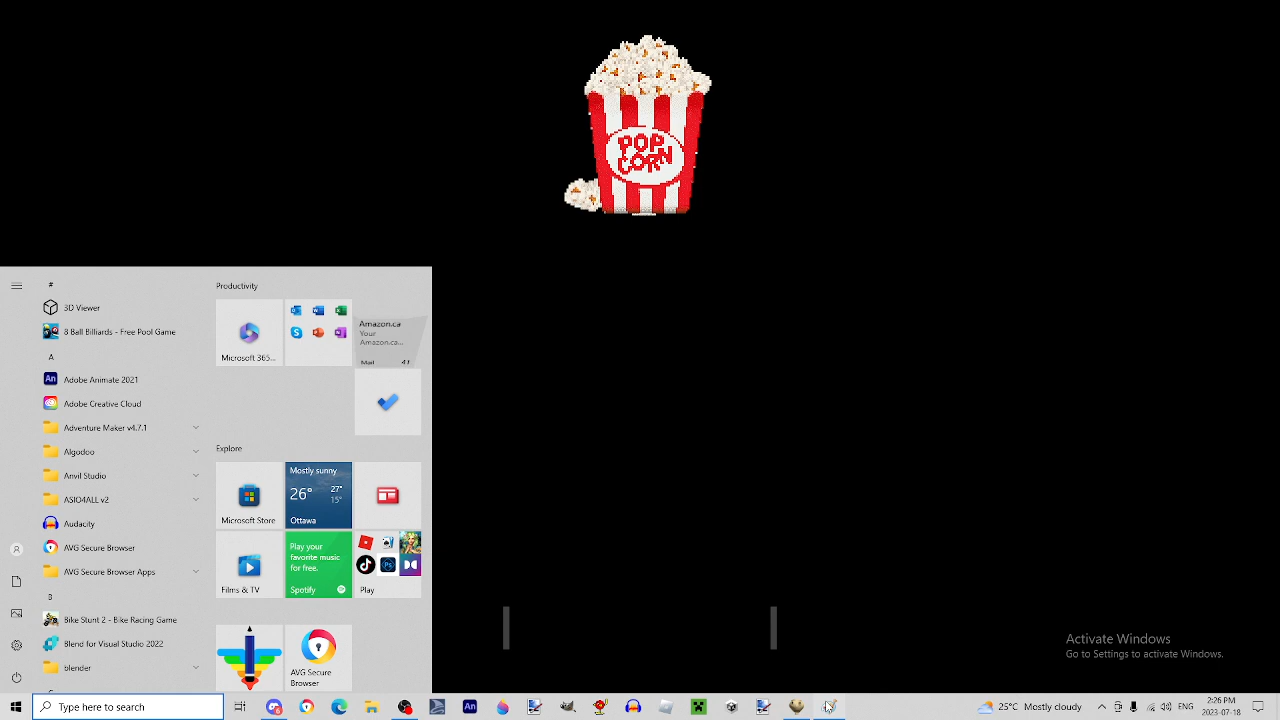 POP
CORN
#
3D Viewer
8 Ball Billiards - Free Pool Game
A
Adobe Animate 2021
Adobe Creative Cloud
Adventure Maker v4.7.1
Algodoo
Anvil Studio
ASIO4ALL v2
Audacity
AVG Secure Browser
AVG Secure Browser Apps
B
Bike Stunt 2 - Bike Racing Game
Blend for Visual Studio 2022
blender
Productivity
Microsoft 365...
Amazon.ca
Your
Amazon.ca...
Mail 41
Explore
Microsoft Store
Mostly sunny
26° 27°
15°
Ottawa
Films & TV
Play your
favorite music
for free.
Spotify
Play
AVG Secure
Browser
Activate Windows
Go to Settings to activate Windows.
Type here to search
An
25°C Mostly cloudy
ENG
2:26 PM
2023-07-18